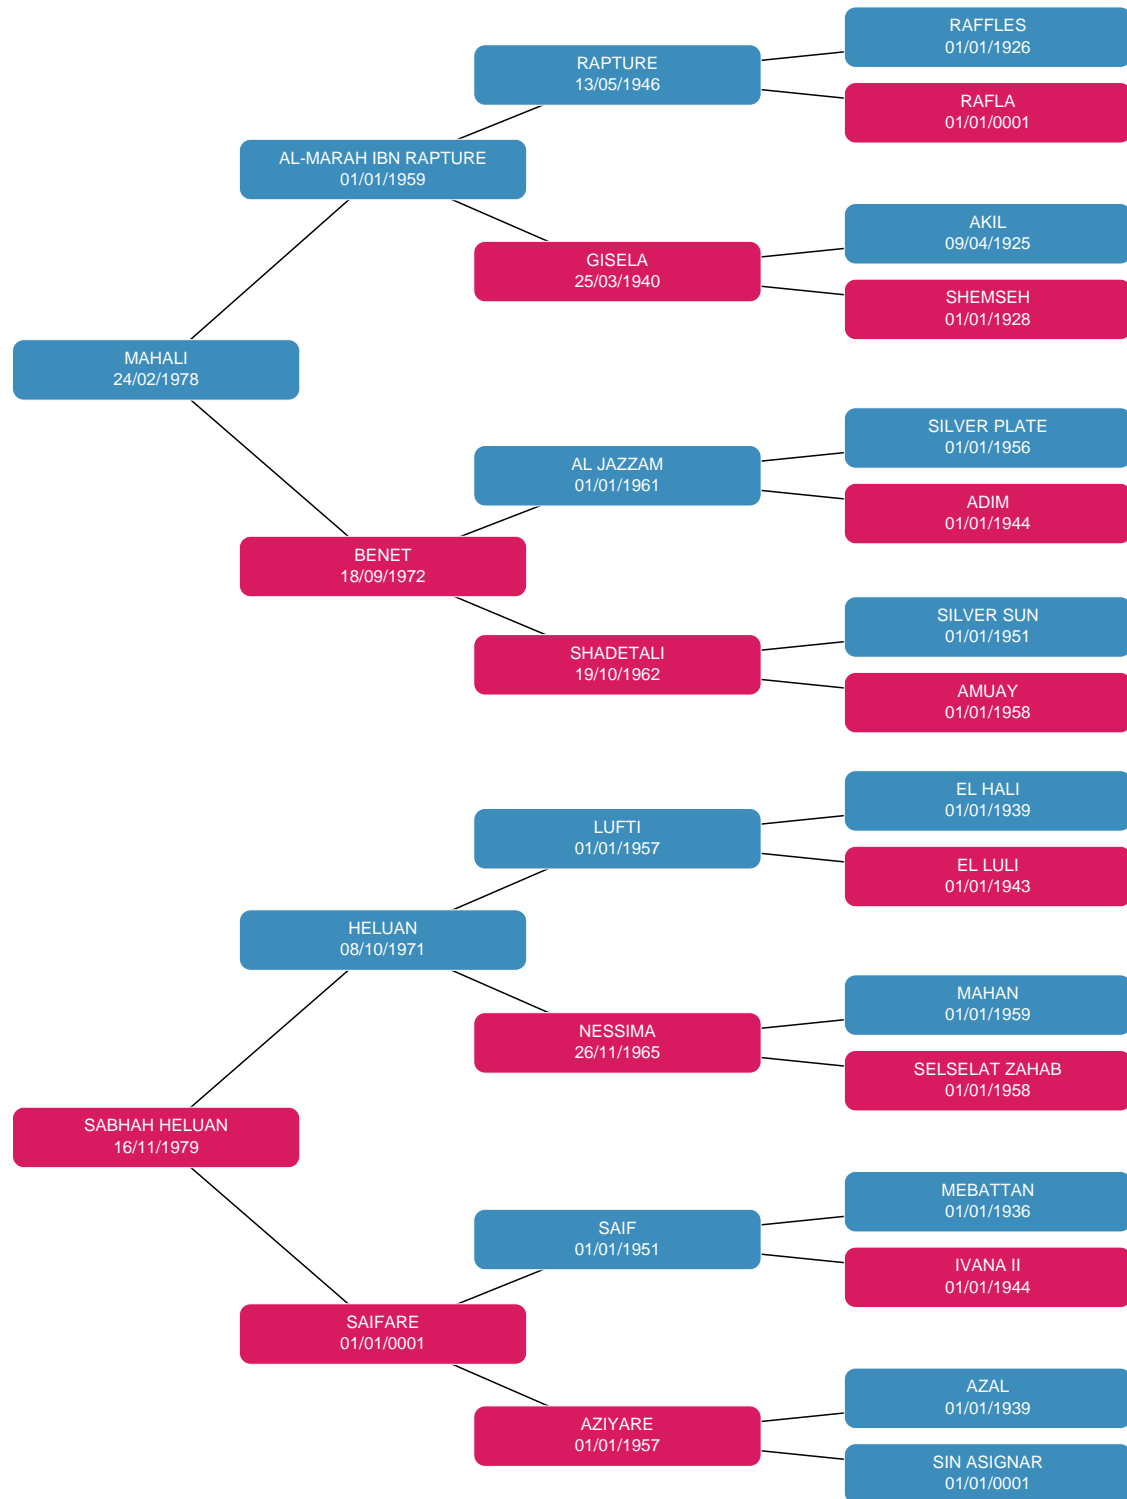 RAFFLES
01/01/1926
RAPTURE
13/05/1946
RAFLA
01/01/0001
AL-MARAH IBN RAPTURE
01/01/1959
AKIL
09/04/1925
GISELA
25/03/1940
SHEMSEH
01/01/1928
MAHALI
24/02/1978
SILVER PLATE
01/01/1956
AL JAZZAM
01/01/1961
ADIM
01/01/1944
BENET
18/09/1972
SILVER SUN
01/01/1951
SHADETALI
19/10/1962
AMUAY
01/01/1958
EL HALI
01/01/1939
LUFTI
01/01/1957
EL LULI
01/01/1943
HELUAN
08/10/1971
MAHAN
01/01/1959
NESSIMA
26/11/1965
SELSELAT ZAHAB
01/01/1958
SABHAH HELUAN
16/11/1979
MEBATTAN
01/01/1936
SAIF
01/01/1951
IVANA II
01/01/1944
SAIFARE
01/01/0001
AZAL
01/01/1939
AZIYARE
01/01/1957
SIN ASIGNAR
01/01/0001